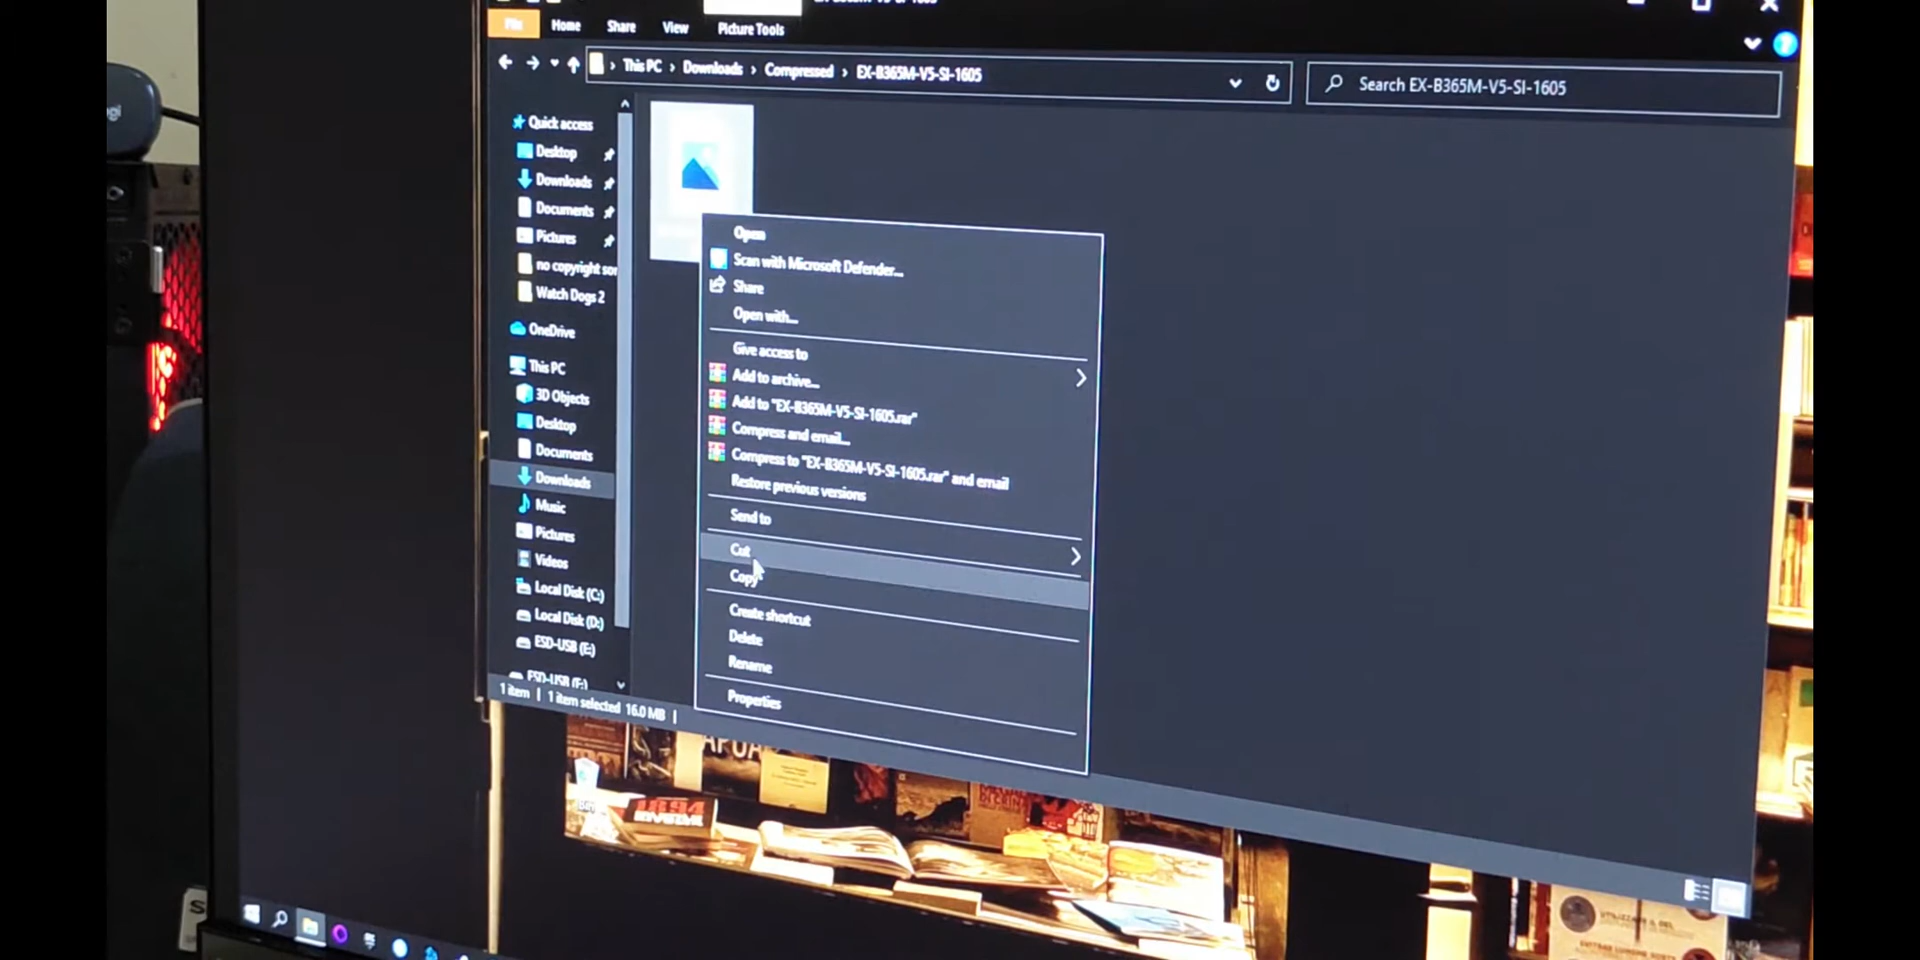 File
Home
Share
View
Picture Tools
This PC
Downloads
Compressed
EX-B365M-V5-SI-1605
Search EX-B365M-V5-SI-1605
Quick access
Desktop
Downloads
Documents
Pictures
no copyright son
Watch Dogs 2
OneDrive
This PC
3D Objects
Desktop
Documents
Downloads
Music
Pictures
Videos
Local Disk (C:)
Local Disk (D:)
ESD-USB (E:)
ESD-USB (F:)
1 item
1 item selected 16.0 MB
Open
Scan with Microsoft Defender...
Share
Open with...
Give access to
Add to archive...
Add to "EX-B365M-V5-SI-1605.rar"
Compress and email...
Compress to "EX-B365M-V5-SI-1605.rar" and email
Restore previous versions
Send to
Cut
Copy
Create shortcut
Delete
Rename
Properties